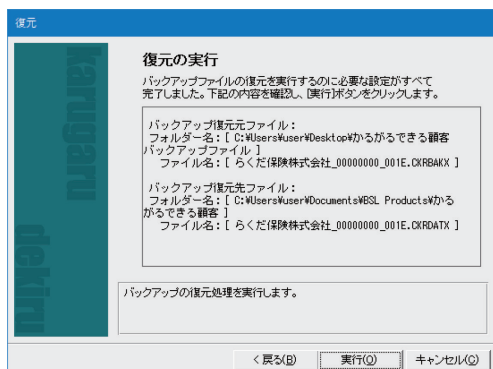 復元
karugaru
dekiru
復元の実行
バックアップファイルの復元を実行するのに必要な設定がすべて
完了しました。下記の内容を確認し、[実行]ボタンをクリックします。
バックアップ復元元ファイル:
フォルダー名:[ C:¥Users¥user¥Desktop¥かるがるできる顧客
バックアップファイル ]
ファイル名:[ らくだ保険株式会社_00000000_001E.CXRBAKX ]
バックアップ復元先ファイル:
フォルダー名:[ C:¥Users¥user¥Documents¥BSL Products¥かる
がるできる顧客 ]
ファイル名:[ らくだ保険株式会社_00000000_001E.CXRDATX ]
バックアップの復元処理を実行します。
< 戻る(B) 実行(O) キャンセル(C)